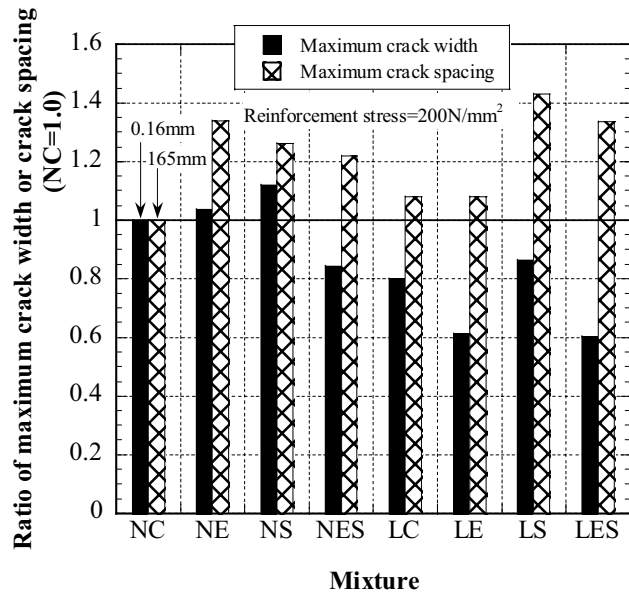 Ratio of maximum crack width or crack spacing
(NC=1.0)
1.6
1.4
1.2
1
0.8
0.6
0.4
0.2
0
Maximum crack width
Maximum crack spacing
Reinforcement stress=200N/mm²
0.16mm
165mm
NC NE NS NES LC LE LS LES
Mixture